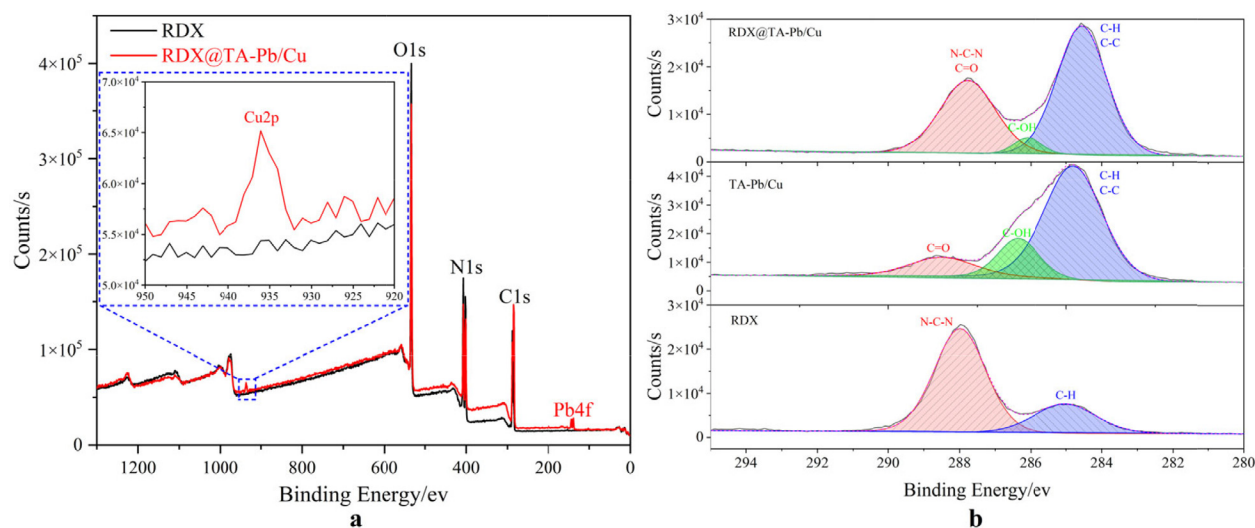 RDX
RDX@TA-Pb/Cu
O1s
4×10⁵
3×10⁵
2×10⁵
1×10⁵
0
Counts/s
7.0×10⁴
6.5×10⁴
6.0×10⁴
5.5×10⁴
5.0×10⁴
Cu2p
950 945 940 935 930 925 920
N1s
C1s
Pb4f
1200 1000 800 600 400 200 0
Binding Energy/ev
a
RDX@TA-Pb/Cu
3×10⁴
2×10⁴
1×10⁴
0
Counts/s
N-C-N
C=O
C-OH
C-H
C-C
TA-Pb/Cu
4×10⁴
3×10⁴
2×10⁴
1×10⁴
0
Counts/s
C=O
C-OH
C-H
C-C
RDX
3×10⁴
2×10⁴
1×10⁴
0
Counts/s
N-C-N
C-H
294 292 290 288 286 284 282 280
Binding Energy/ev
b